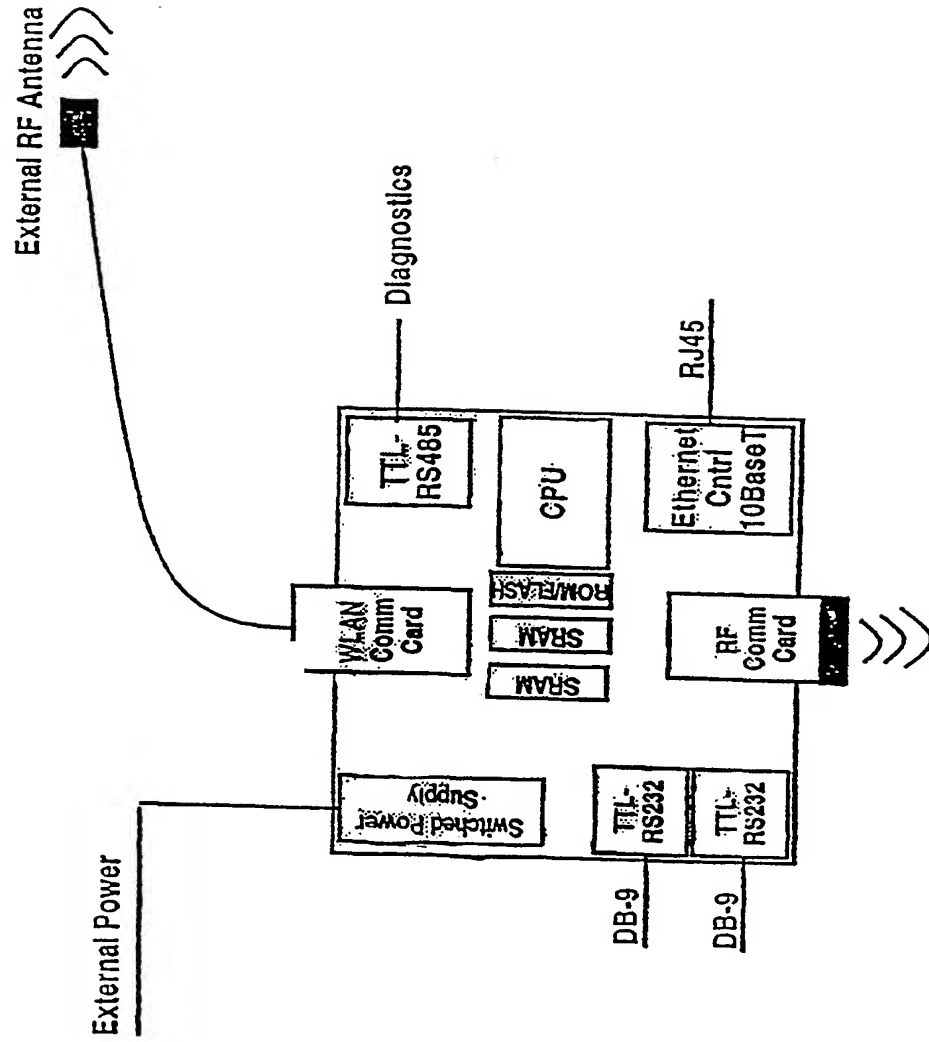 External RF Antenna
External Power
Diagnostics
TTL-
RS485
WLAN
Comm
Card
Switched Power
Supply
CPU
ROM/FLASH
SRAM
SRAM
RJ45
Ethernet
Cntrl
10BaseT
RF
Comm
Card
TTL-
RS232
TTL-
RS232
DB-9
DB-9